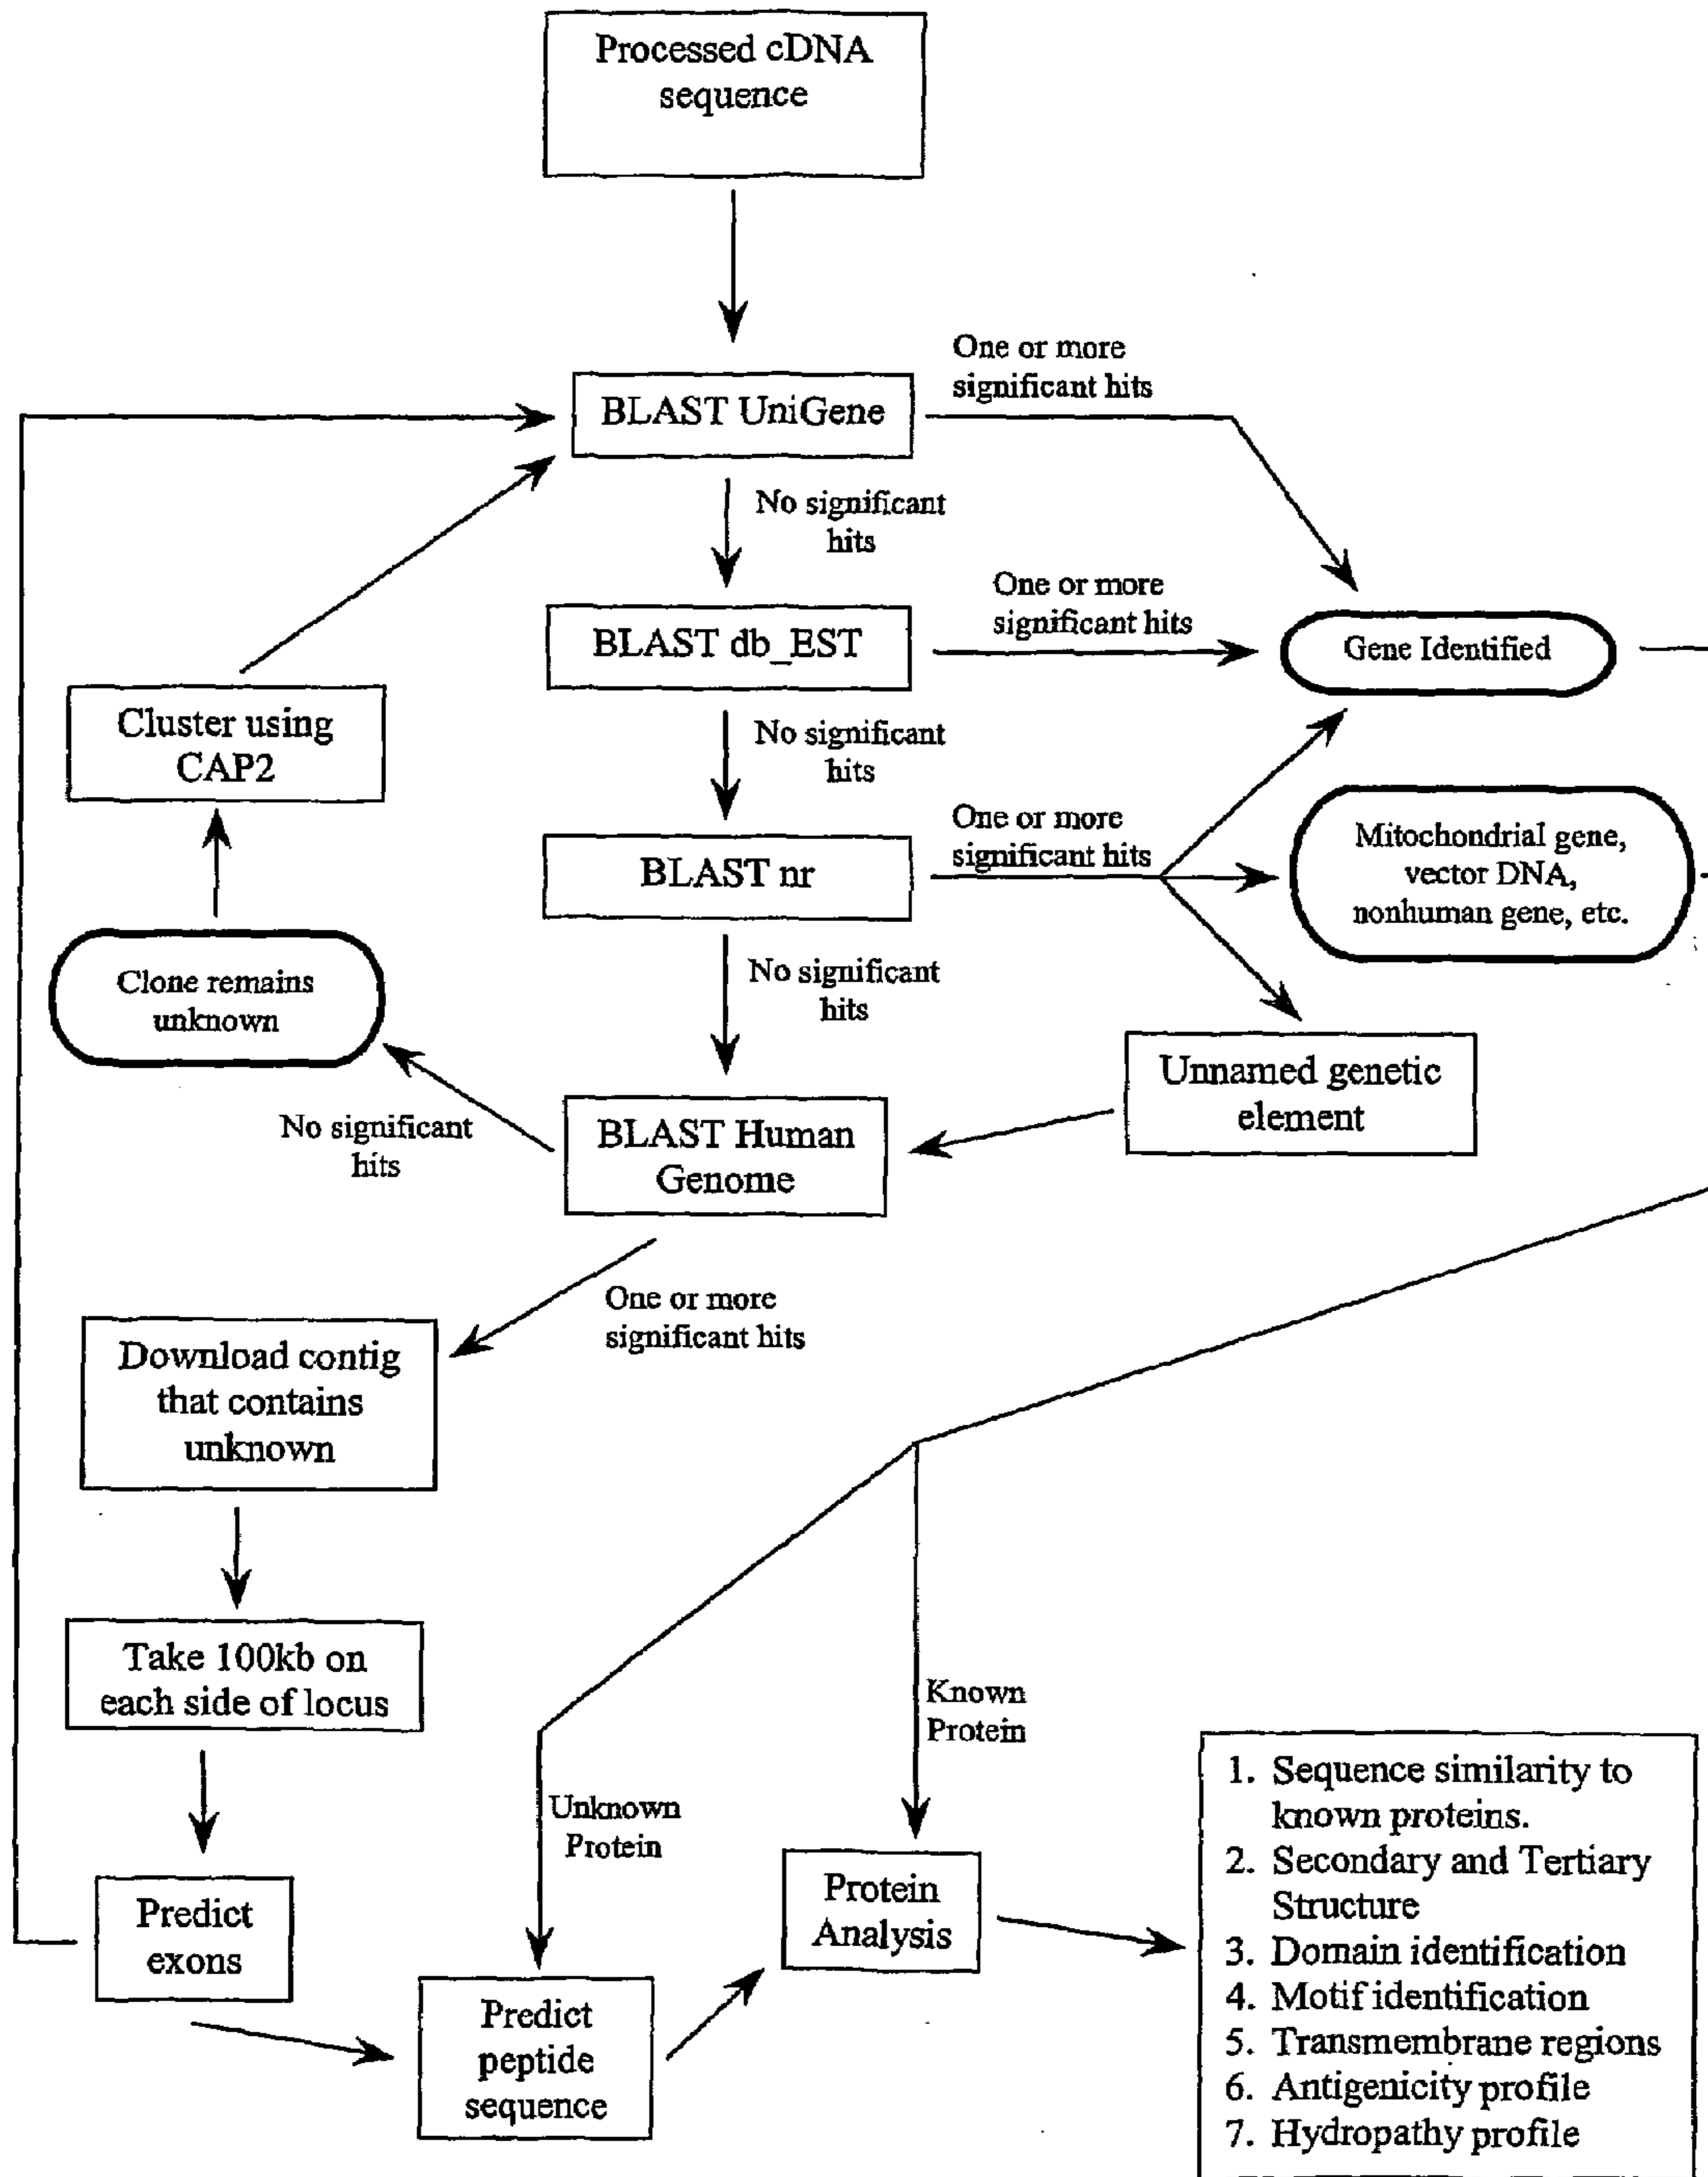 Processed cDNA
sequence
One or more
significant hits
BLAST UniGene
No significant
hits
One or more
significant hits
BLAST db_EST
Gene Identified
Cluster using
CAP2
No significant
hits
One or more
significant hits
BLAST nr
Mitochondrial gene,
vector DNA,
nonhuman gene, etc.
Clone remains
unknown
No significant
hits
Unnamed genetic
element
No significant
hits
BLAST Human
Genome
One or more
significant hits
Download contig
that contains
unknown
Take 100kb on
each side of locus
Known
Protein
Unknown
Protein
Predict
exons
Protein
Analysis
Predict
peptide
sequence
1. Sequence similarity to
known proteins.
2. Secondary and Tertiary
Structure
3. Domain identification
4. Motif identification
5. Transmembrane regions
6. Antigenicity profile
7. Hydropathy profile